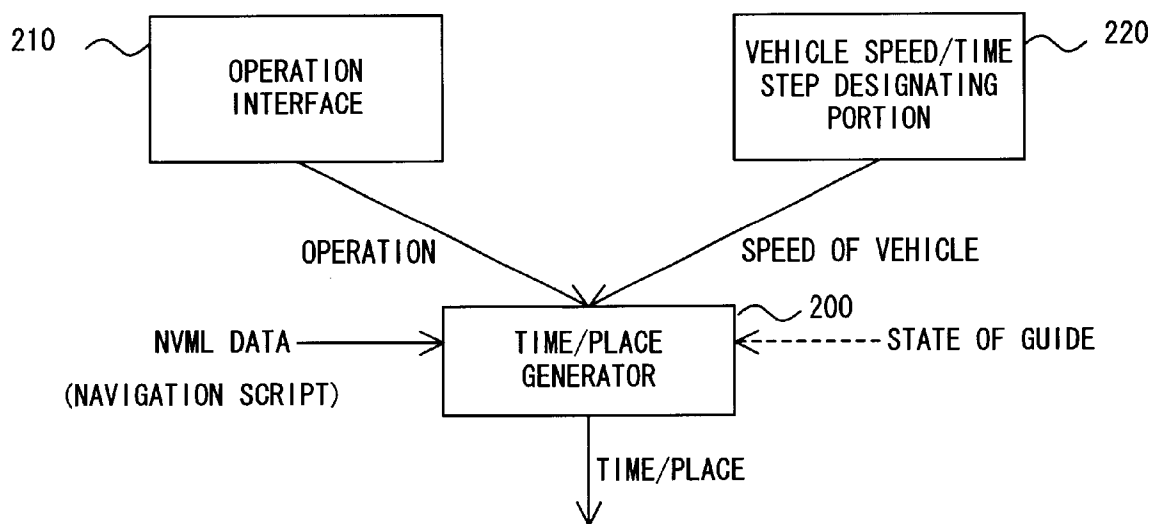 210
OPERATION
INTERFACE
VEHICLE SPEED/TIME
STEP DESIGNATING
PORTION
220
OPERATION
SPEED OF VEHICLE
200
NVML DATA
(NAVIGATION SCRIPT)
TIME/PLACE
GENERATOR
STATE OF GUIDE
TIME/PLACE